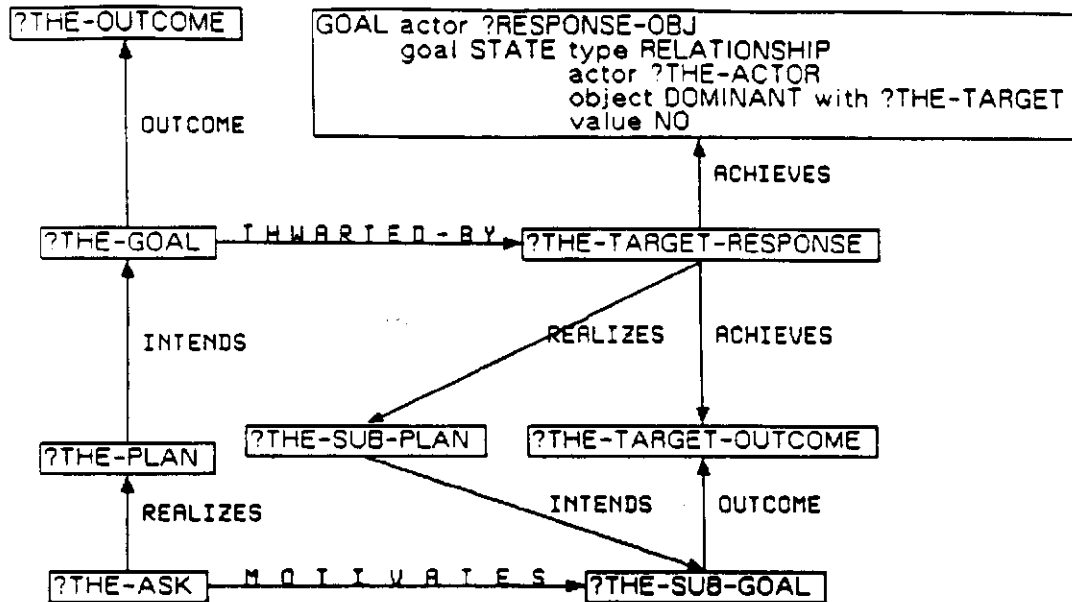 ?THE-OUTCOME
GOAL actor ?RESPONSE-OBJ
goal STATE type RELATIONSHIP
actor ?THE-ACTOR
object DOMINANT with ?THE-TARGET
value NO
OUTCOME
ACHIEVES
?THE-GOAL
THWARTED-BY
?THE-TARGET-RESPONSE
INTENDS
REALIZES
ACHIEVES
?THE-PLAN
?THE-SUB-PLAN
?THE-TARGET-OUTCOME
REALIZES
INTENDS
OUTCOME
?THE-ASK
MOTIVATES
?THE-SUB-GOAL